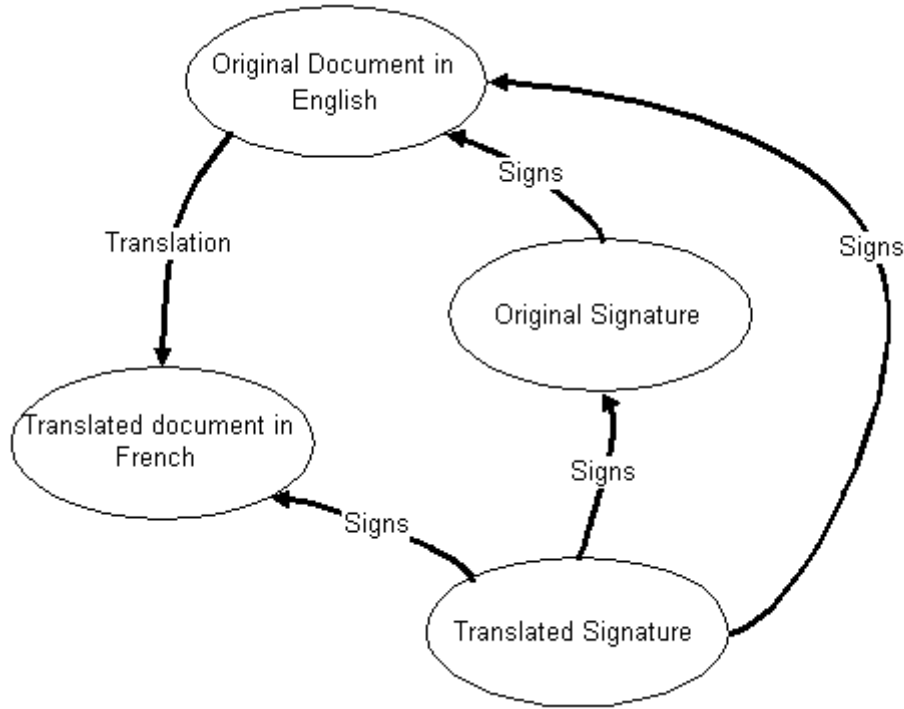 Original Document in
English
Signs
Translation
Signs
Original Signature
Translated document in
French
Signs
Signs
Translated Signature